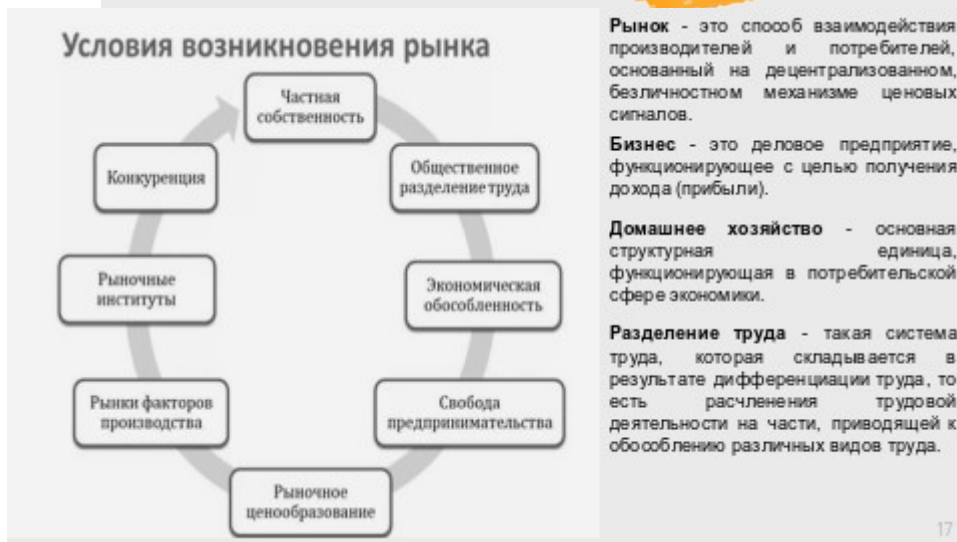 Условия возникновения рынка
Частная
собственность
Общественное
разделение труда
Экономическая
обособленность
Свобода
предпринимательства
Рыночное
ценообразование
Рынки факторов
производства
Рыночные
институты
Конкуренция
Рынок - это способ взаимодействия
производителей и потребителей,
основанный на децентрализованном,
безличностном механизме ценовых
сигналов.
Бизнес - это деловое предприятие,
функционирующее с целью получения
дохода (прибыли).
Домашнее хозяйство - основная
структурная единица,
функционирующая в потребительской
сфере экономики.
Разделение труда - такая система
труда, которая складывается в
результате дифференциации труда, то
есть расчленения трудовой
деятельности на части, приводящей к
обособлению различных видов труда.
17